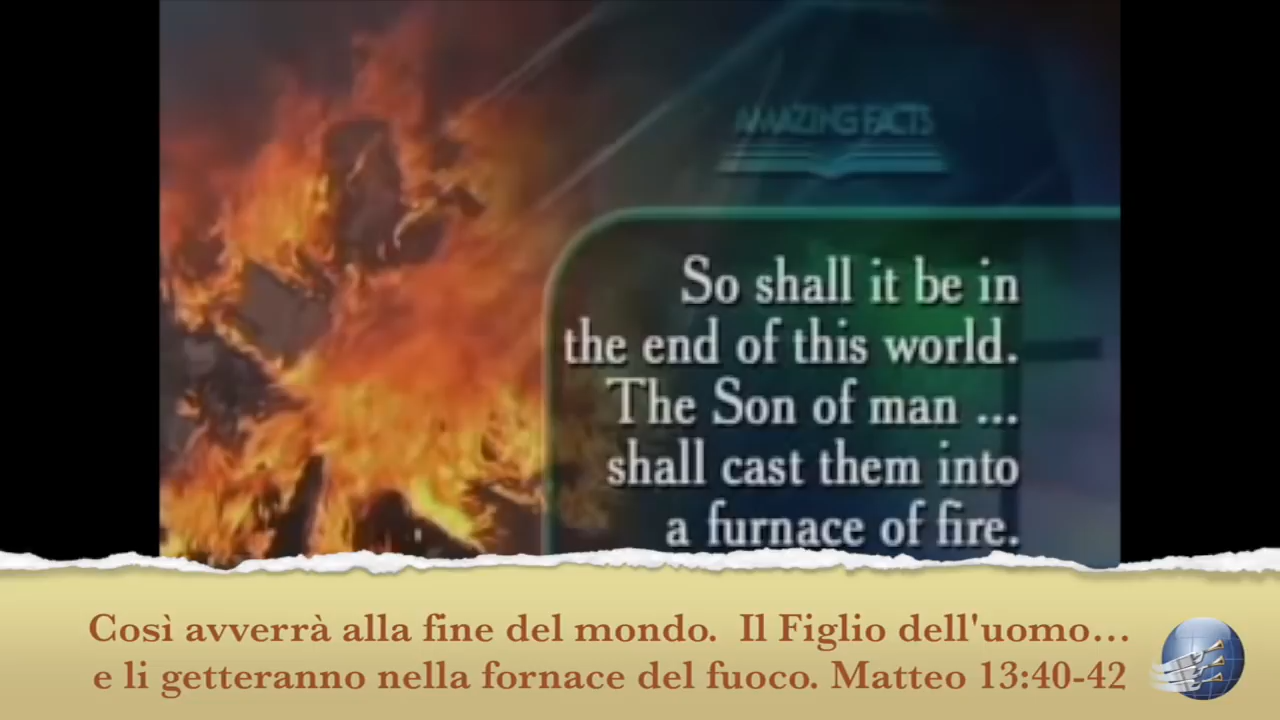 AMAZING FACTS
So shall it be in
the end of this world.
The Son of man ...
shall cast them into
a furnace of fire.
Così avverrà alla fine del mondo.  Il Figlio dell'uomo...
e li getteranno nella fornace del fuoco. Matteo 13:40-42